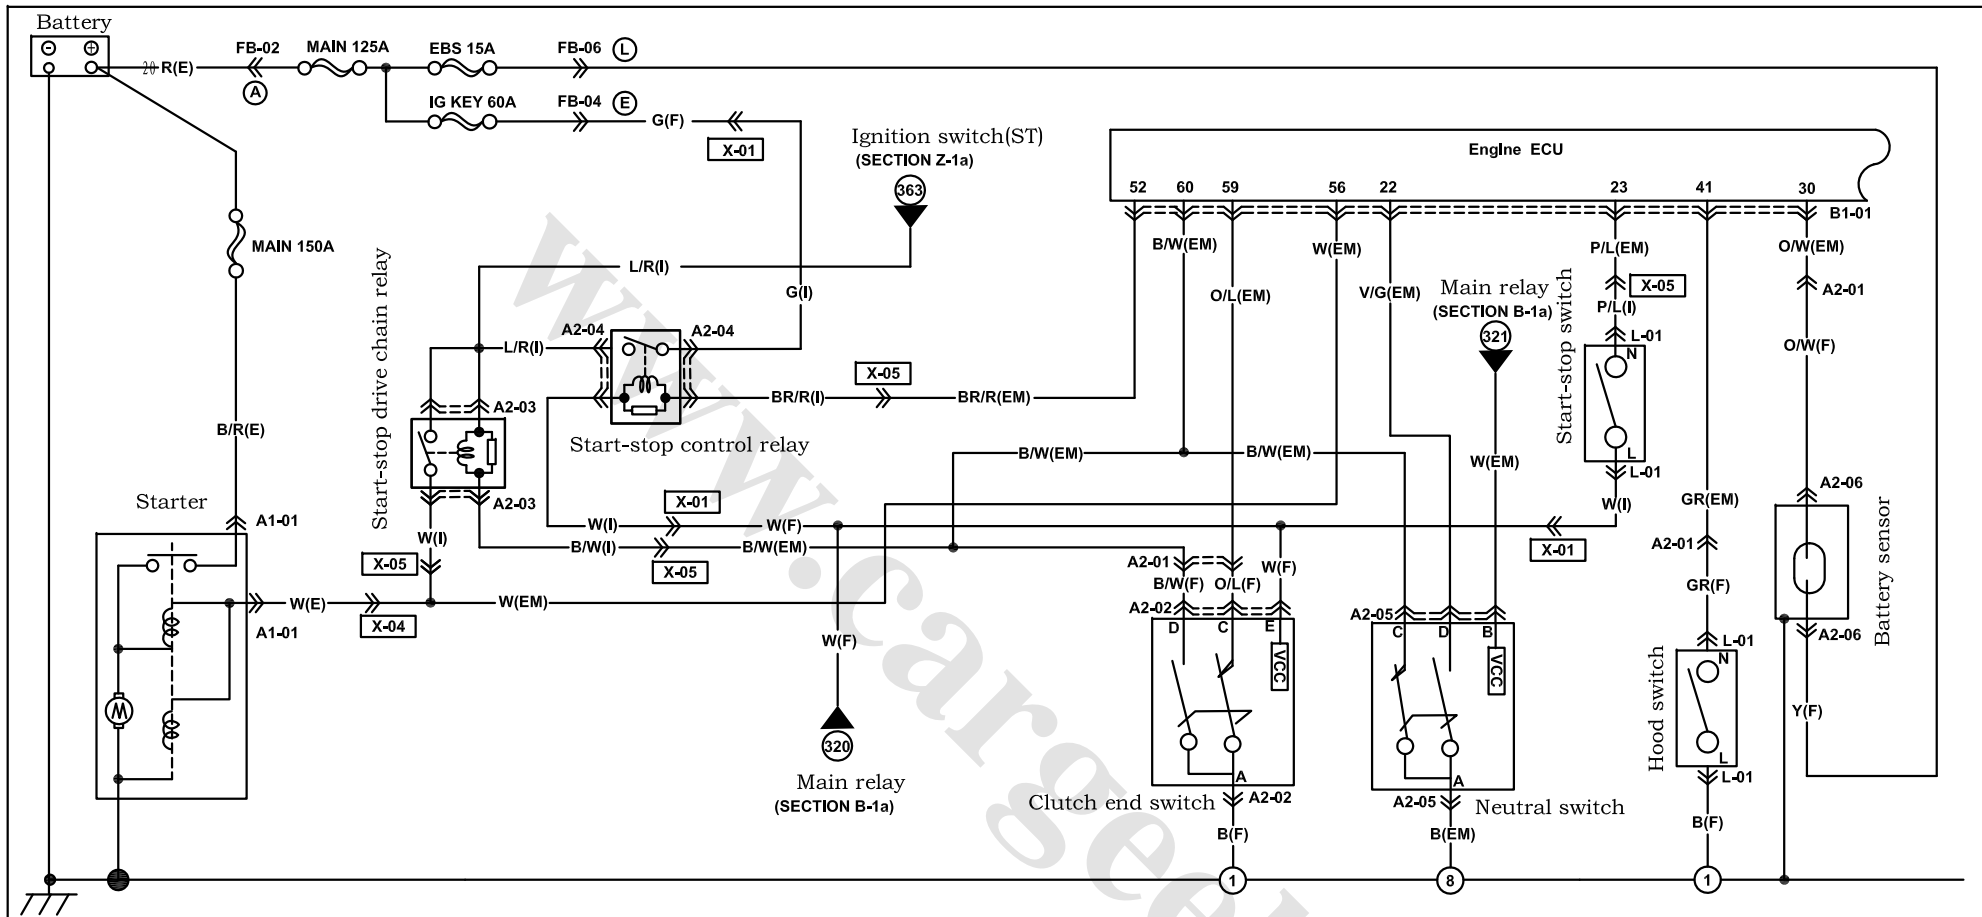 Battery
20 R(E)
FB-02
A
MAIN 125A
EBS 15A
FB-06 L
IG KEY 60A
FB-04 E
G(F)
X-01
Ignition switch(ST)
(SECTION Z-1a)
363
Engine ECU
52 60 59 56 22 23 41 30
B1-01
MAIN 150A
L/R(I)
G(I)
B/W(EM)
O/L(EM)
W(EM)
V/G(EM)
Main relay
(SECTION B-1a)
321
P/L(EM)
X-05
P/L(I)
L-01
N
L
L-01
Start-stop switch
O/W(EM)
A2-01
O/W(F)
A2-04
A2-04
L/R(I)
Start-stop drive chain relay
A2-03
A2-03
BR/R(I)
X-05
BR/R(EM)
Start-stop control relay
B/R(E)
B/W(EM)
B/W(EM)
W(EM)
W(I)
X-01
GR(EM)
A2-01
GR(F)
A2-06
Battery sensor
A2-06
Y(F)
Starter
A1-01
W(I)
X-05
X-01
W(I)
W(F)
B/W(I)
X-05
B/W(EM)
A2-01
B/W(F)
O/L(F)
W(F)
W(E)
A1-01
X-04
W(EM)
W(F)
A2-02
D C E
VCC
A2-05
C D B
VCC
L-01
N
L
L-01
Hood switch
M
320
Main relay
(SECTION B-1a)
A
Clutch end switch
A2-02
B(F)
A
A2-05
Neutral switch
B(EM)
B(F)
1
8
1
www.cargee